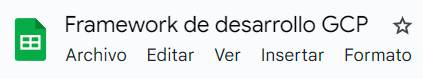 Framework de desarrollo GCP
Archivo Editar Ver Insertar Formato